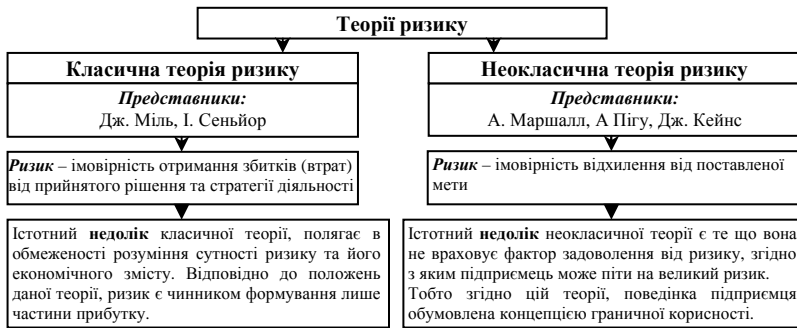 Теорії ризику
Класична теорія ризику
Представники:
Дж. Міль, І. Сеньйор
Ризик – імовірність отримання збитків (втрат)
від прийнятого рішення та стратегії діяльності
Істотний недолік класичної теорії, полягає в
обмеженості розуміння сутності ризику та його
економічного змісту. Відповідно до положень
даної теорії, ризик є чинником формування лише
частини прибутку.
Неокласична теорія ризику
Представники:
А. Маршалл, А Пігу, Дж. Кейнс
Ризик – імовірність відхилення від поставленої
мети
Істотний недолік неокласичної теорії є те що вона
не враховує фактор задоволення від ризику, згідно
з яким підприємець може піти на великий ризик.
Тобто згідно цій теорії, поведінка підприємця
обумовлена концепцією граничної корисності.